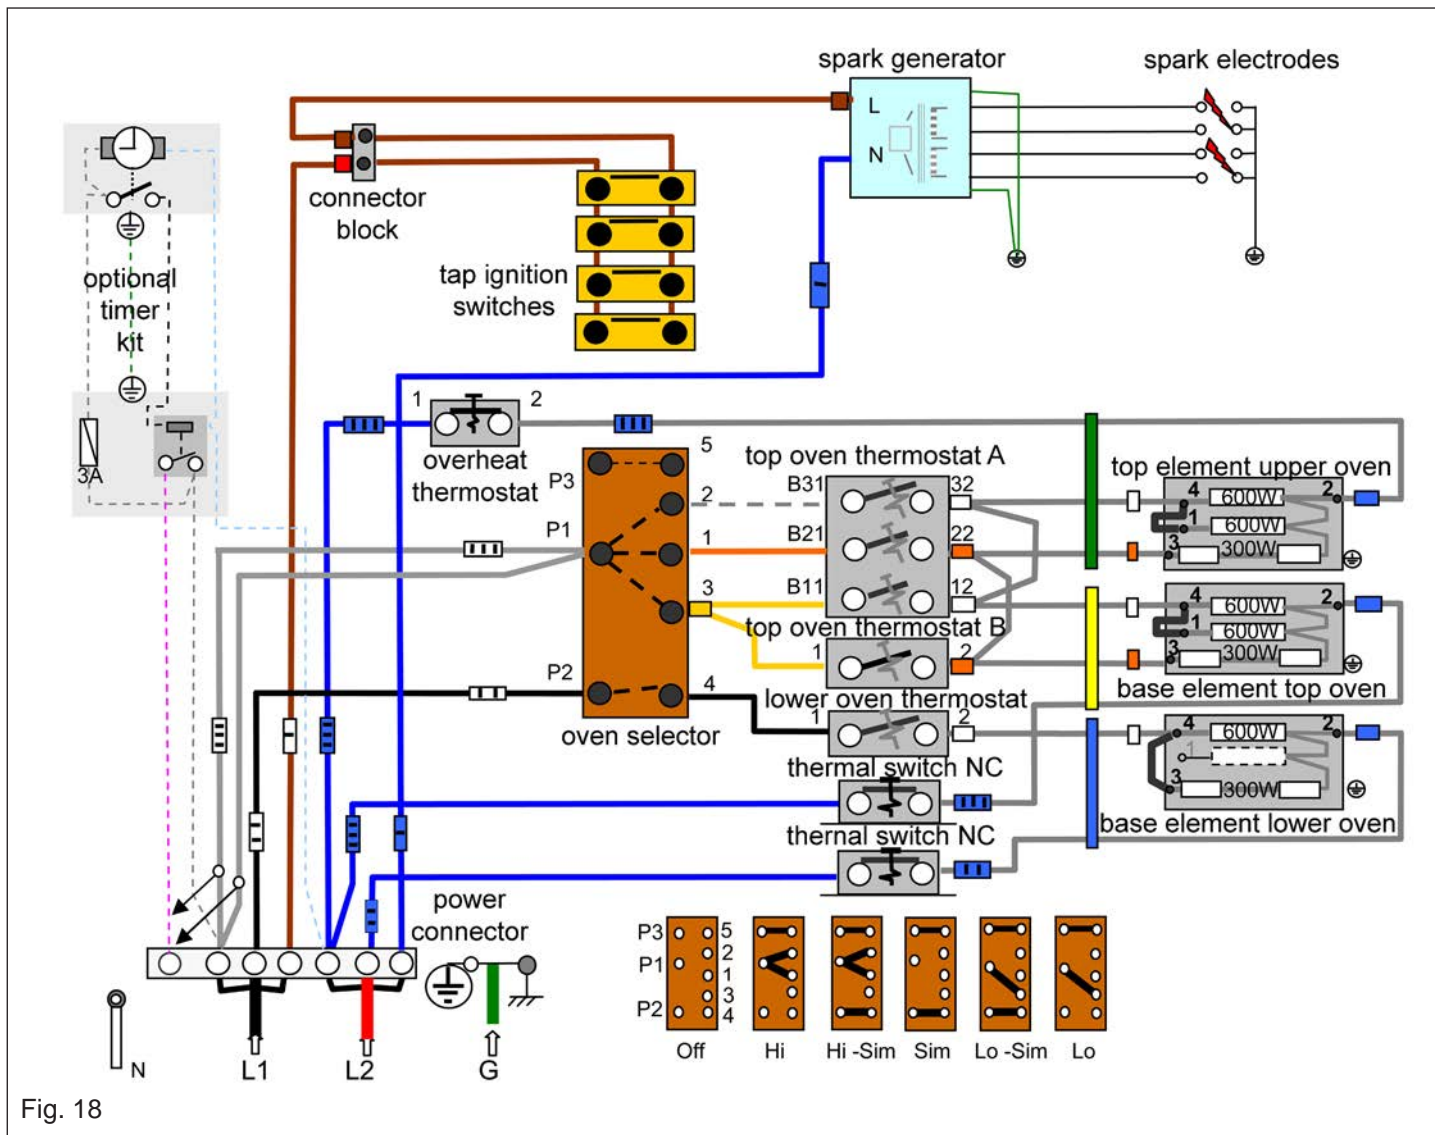 spark generator
spark electrodes
L
N
connector
block
tap ignition
switches
optional
timer
kit
3A
1
2
overheat
thermostat
P3
P1
P2
5
2
1
3
4
oven selector
top oven thermostat A
B31
32
B21
22
B11
12
top oven thermostat B
1
2
lower oven thermostat
1
2
thermal switch NC
thernal switch NC
top element upper oven
4
600W
2
1
600W
3
300W
4
600W
2
1
600W
3
300W
base element top oven
4
600W
2
1
3
300W
base element lower oven
power
connector
N
L1
L2
G
P3
5
2
P1
1
3
P2
4
Off
Hi
Hi -Sim
Sim
Lo -Sim
Lo
Fig. 18